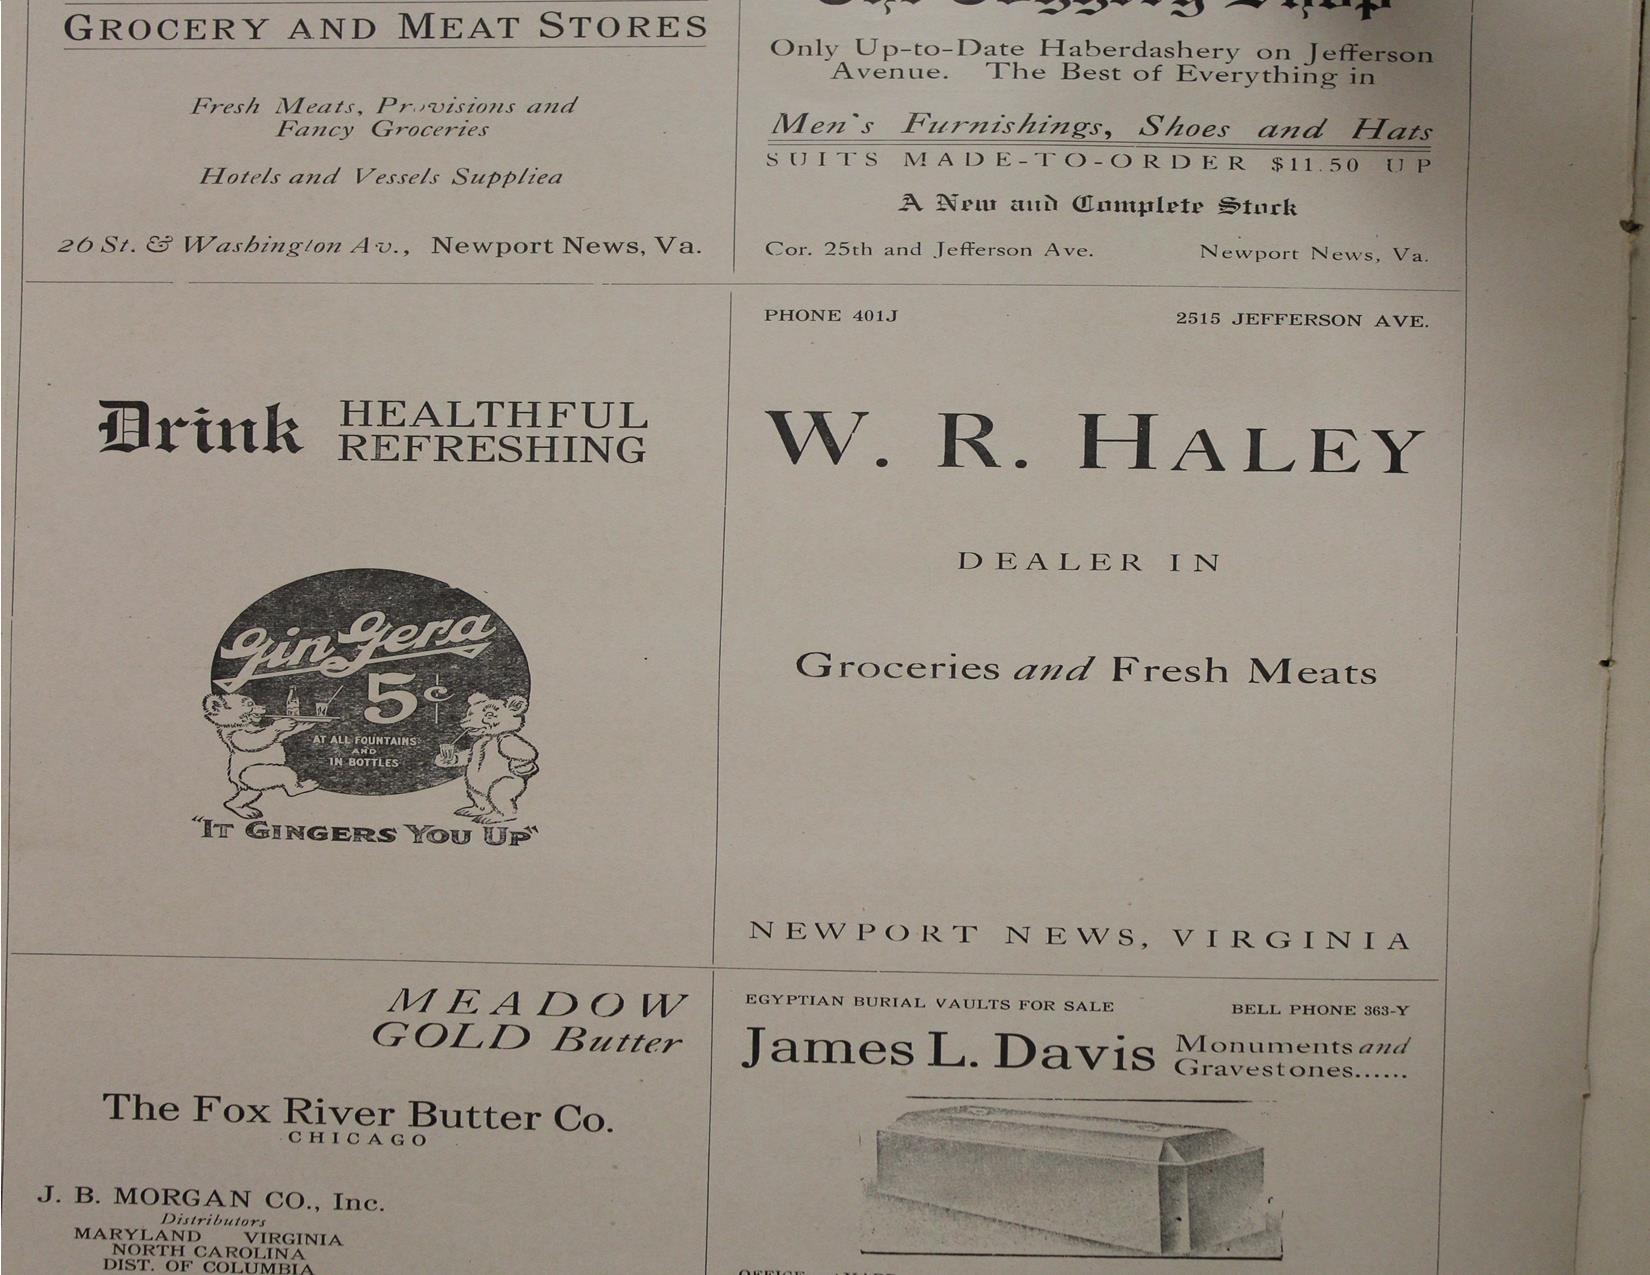 GROCERY AND MEAT STORES
Fresh Meats, Provisions and
Fancy Groceries
Hotels and Vessels Supplied
26 St. & Washington Av., Newport News, Va.
Only Up-to-Date Haberdashery on Jefferson
Avenue. The Best of Everything in
Men's Furnishings, Shoes and Hats
SUITS MADE-TO-ORDER $11.50 UP
A New and Complete Stock
Cor. 25th and Jefferson Ave. Newport News, Va.
Drink HEALTHFUL
REFRESHING
Gin Gera
5¢
AT ALL FOUNTAINS
AND
IN BOTTLES
"IT GINGERS YOU UP"
PHONE 401J 2515 JEFFERSON AVE.
W. R. HALEY
DEALER IN
Groceries and Fresh Meats
NEWPORT NEWS, VIRGINIA
MEADOW
GOLD Butter
The Fox River Butter Co.
CHICAGO
J. B. MORGAN CO., Inc.
Distributors
MARYLAND VIRGINIA
NORTH CAROLINA
DIST. OF COLUMBIA
EGYPTIAN BURIAL VAULTS FOR SALE BELL PHONE 363-Y
James L. Davis Monuments and
Gravestones......